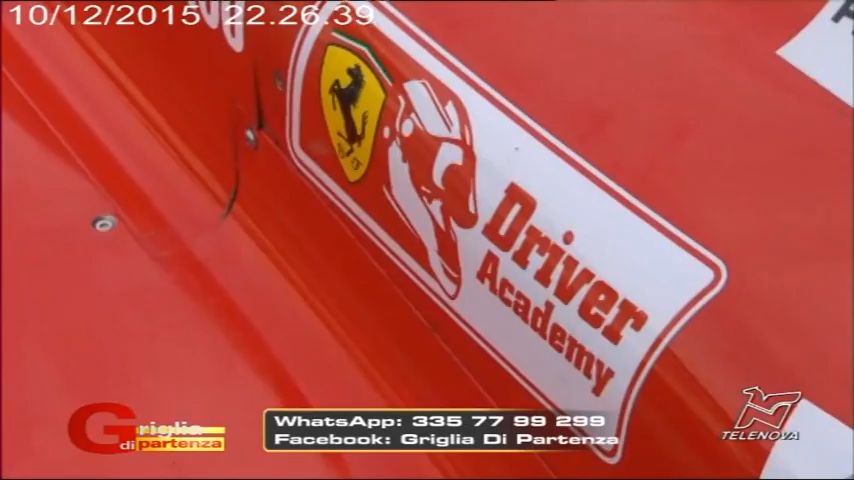 10/12/2015 22.26.39
Driver
Academy
Griglia
di partenza
WhatsApp: 335 77 99 299
Facebook: Griglia Di Partenza
TELENOVA